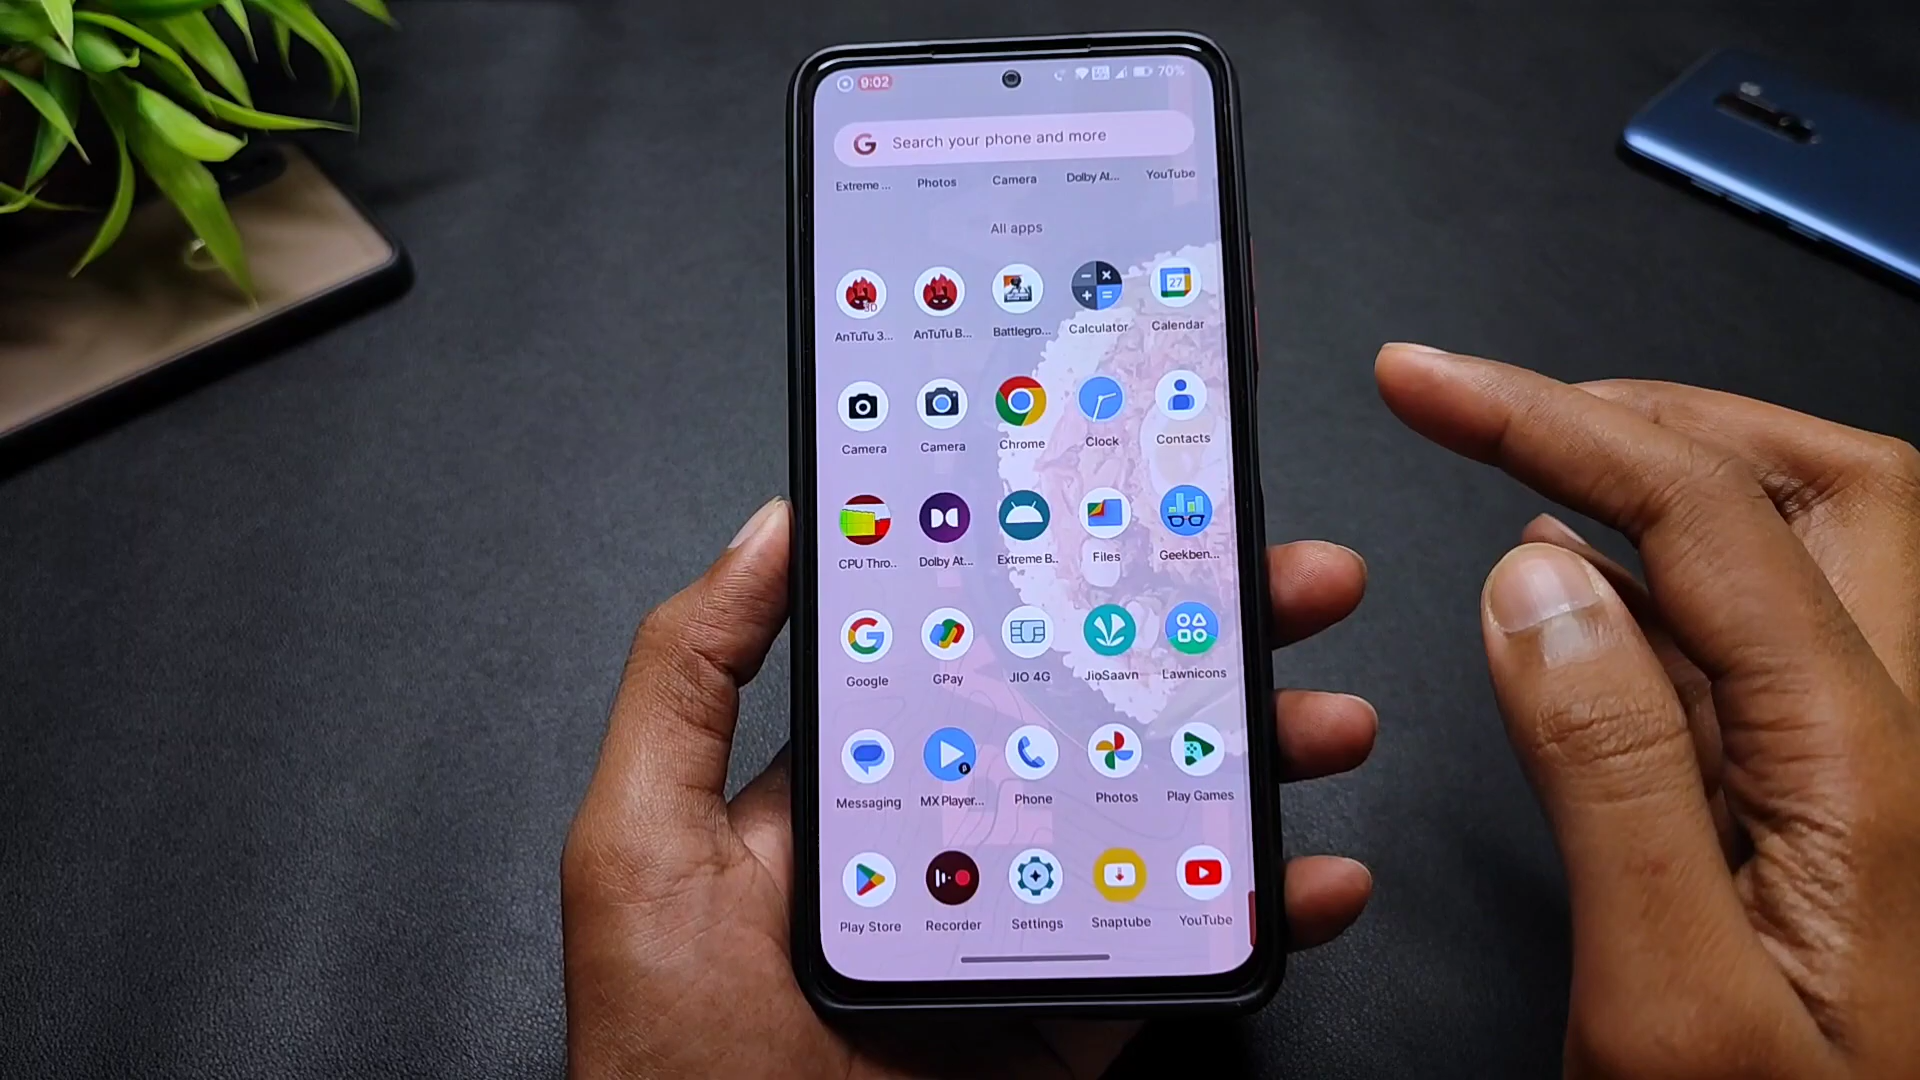 9:02 70%
Search your phone and more
Extreme ... Photos Camera Dolby At... YouTube
All apps
27
AnTuTu 3... AnTuTu B... Battlegro... Calculator Calendar
Camera Camera Chrome Clock Contacts
CPU Thro.. Dolby At... Extreme B.. Files Geekben...
Google GPay JIO 4G JioSaavn Lawnicons
Messaging MX Player... Phone Photos Play Games
Play Store Recorder Settings Snaptube YouTube